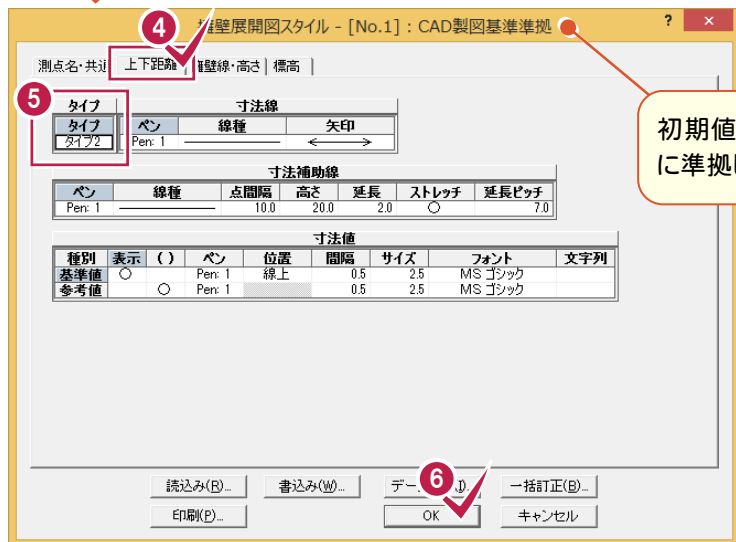 擁壁展開図スタイル - [No.1] : CAD製図基準準拠 ? ×
4
測点名・共通 上下距離 擁壁線・高さ 標高
5
タイプ 寸法線
タイプ ペン 線種 矢印
タイプ2 Pen: 1
初期値
に準拠
寸法補助線
ペン 線種 点間隔 高さ 延長 ストレッチ 延長ピッチ
Pen: 1 10.0 20.0 2.0 ○ 7.0
寸法値
種別 表示 ( ) ペン 位置 間隔 サイズ フォント 文字列
基準値 ○ Pen: 1 線上 0.5 2.5 MS ゴシック
参考値 ○ Pen: 1 0.5 2.5 MS ゴシック
読込み(R)... 書込み(W)... 一括訂正(B)...
6
印刷(P)... OK キャンセル